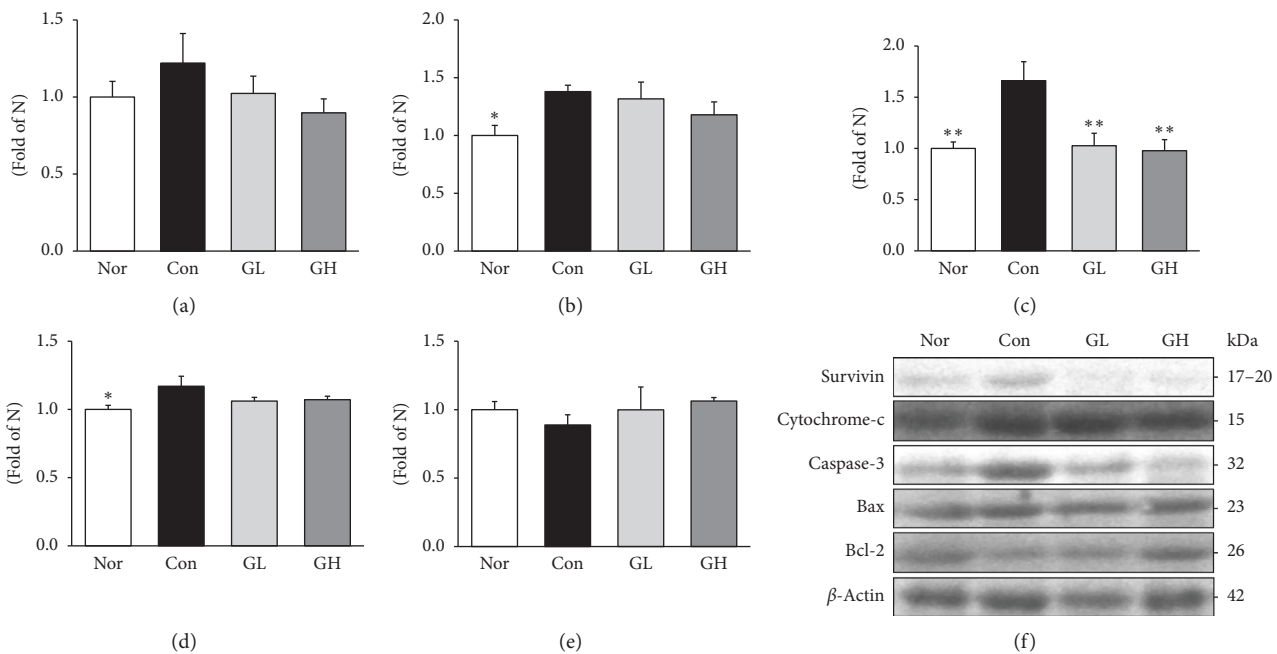 1.5
1.0
0.5
0.0
(Fold of N)
Nor Con GL GH
(a)
2.0
1.5
1.0
0.5
0.0
(Fold of N)
*
Nor Con GL GH
(b)
2.0
1.5
1.0
0.5
0.0
(Fold of N)
** ** **
Nor Con GL GH
(c)
1.5
1.0
0.5
0.0
(Fold of N)
*
Nor Con GL GH
(d)
1.5
1.0
0.5
0.0
(Fold of N)
Nor Con GL GH
(e)
Nor Con GL GH kDa
Survivin 17–20
Cytochrome-c 15
Caspase-3 32
Bax 23
Bcl-2 26
β-Actin 42
(f)